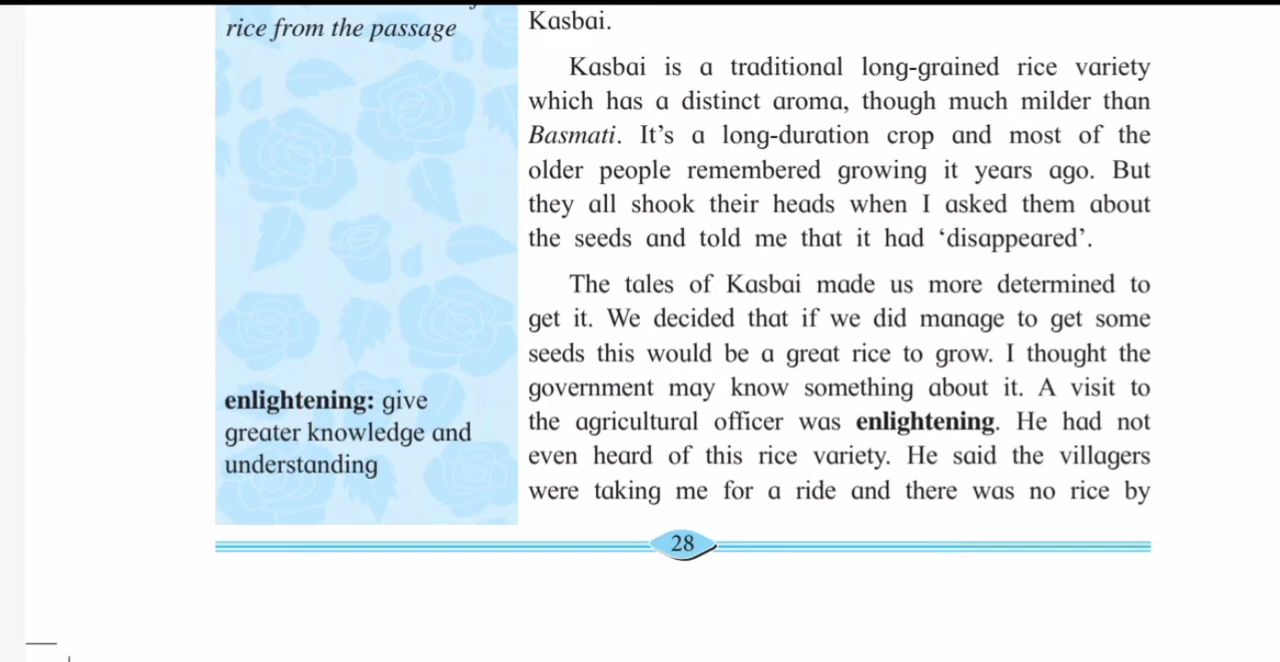 rice from the passage
enlightening: give
greater knowledge and
understanding
Kasbai.
Kasbai is a traditional long-grained rice variety
which has a distinct aroma, though much milder than
Basmati. It’s a long-duration crop and most of the
older people remembered growing it years ago. But
they all shook their heads when I asked them about
the seeds and told me that it had ‘disappeared’.
The tales of Kasbai made us more determined to
get it. We decided that if we did manage to get some
seeds this would be a great rice to grow. I thought the
government may know something about it. A visit to
the agricultural officer was enlightening. He had not
even heard of this rice variety. He said the villagers
were taking me for a ride and there was no rice by
28